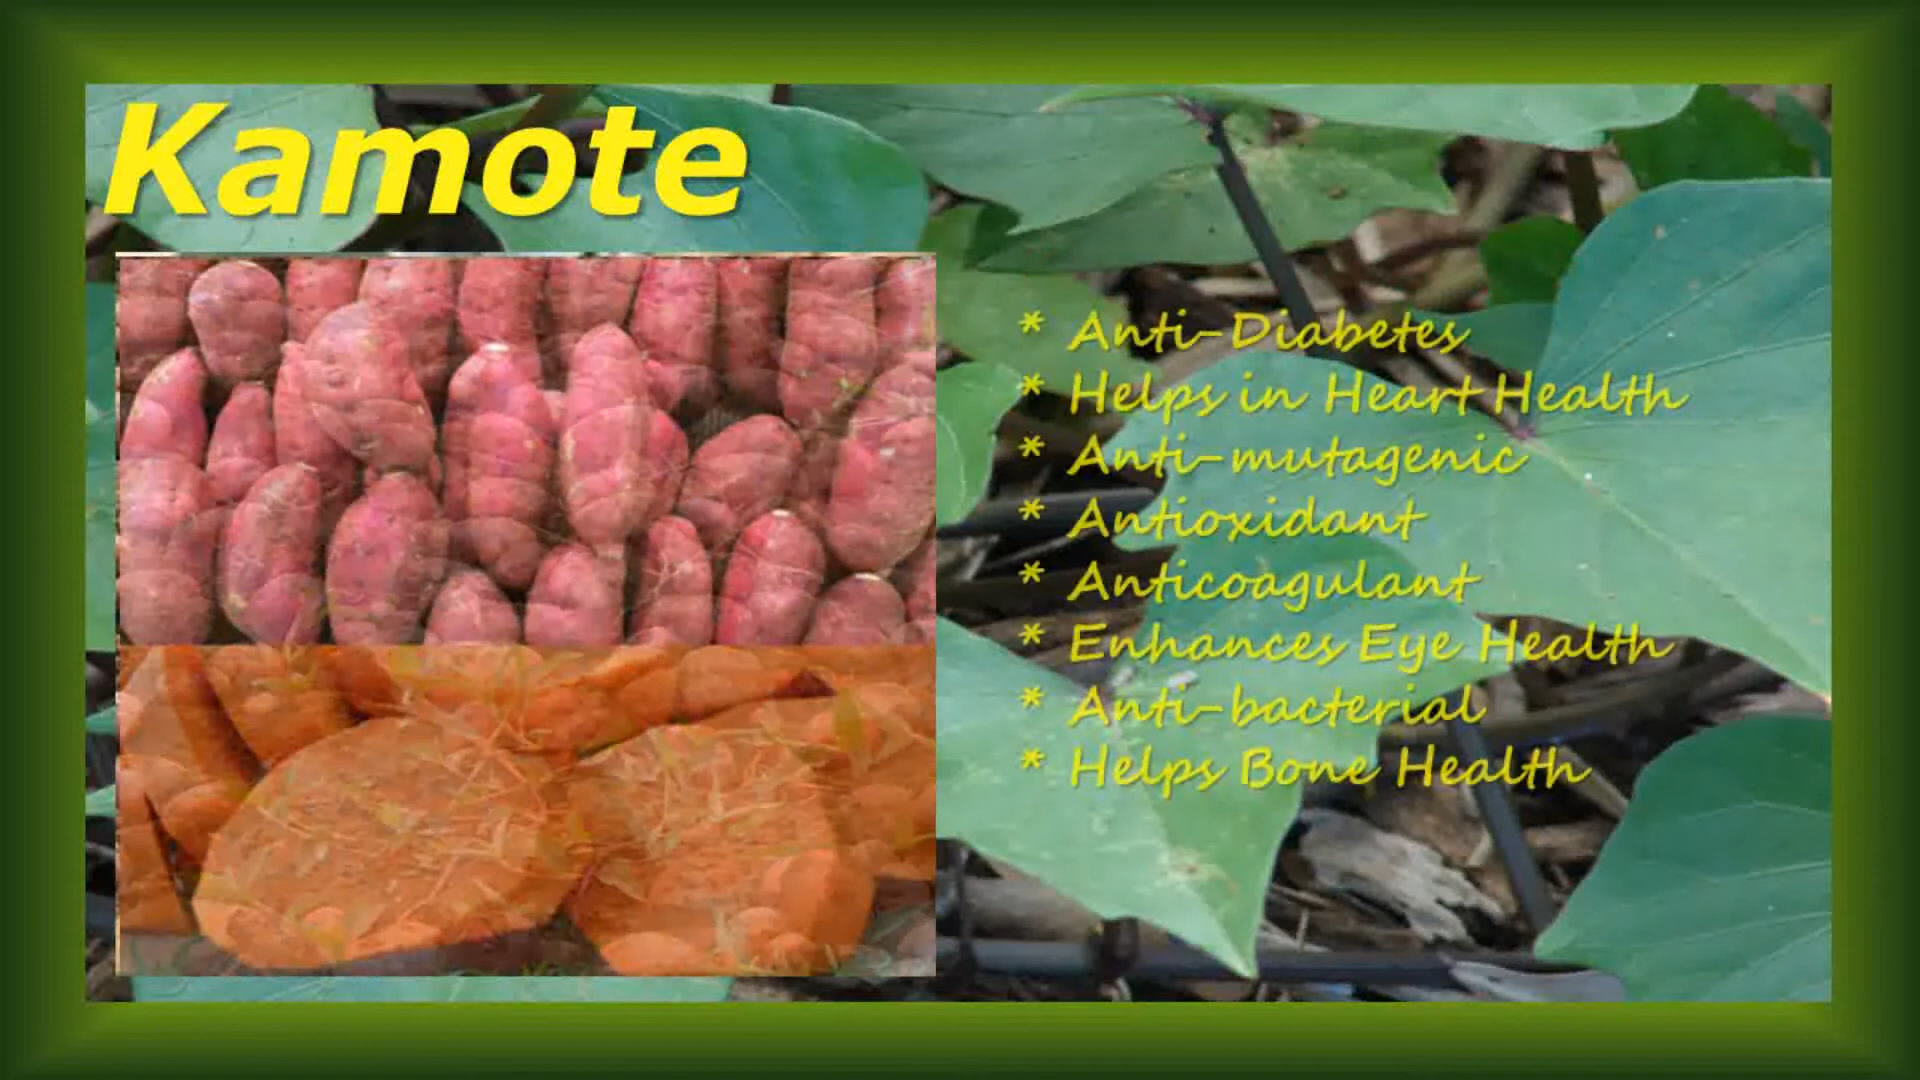 Kamote
* Anti-Diabetes
* Helps in Heart Health
* Anti-mutagenic
* Antioxidant
* Anticoagulant
* Enhances Eye Health
* Anti-bacterial
* Helps Bone Health